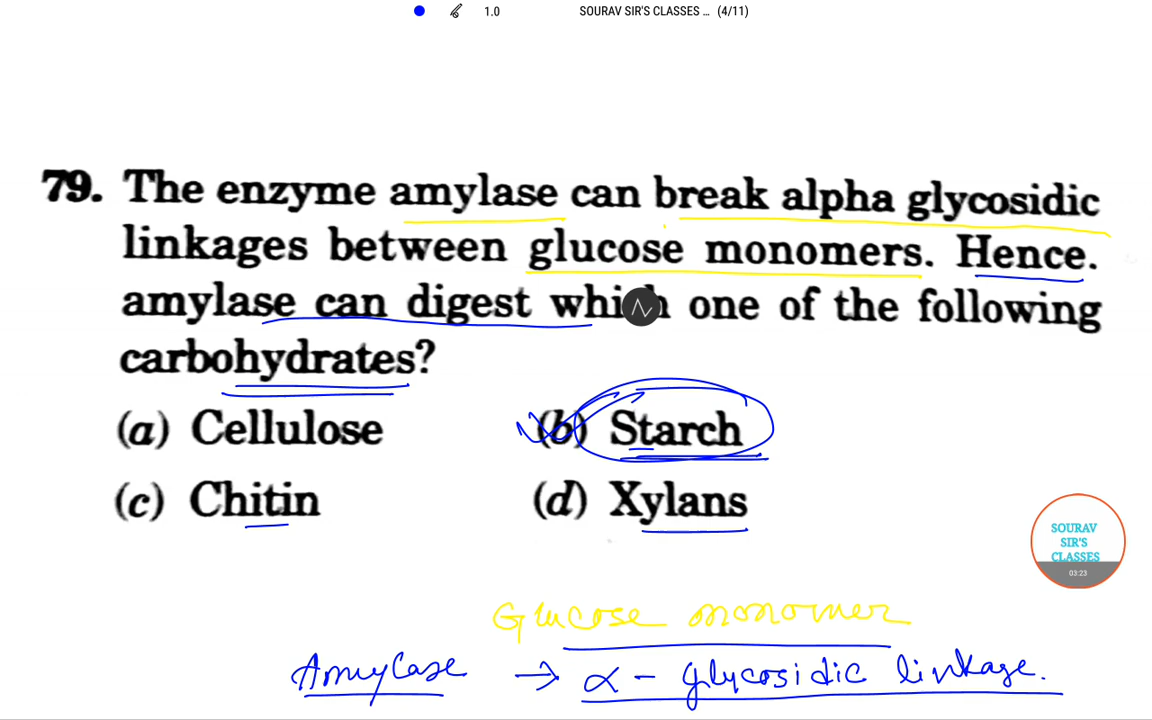 1.0 SOURAV SIR'S CLASSES ... (4/11)
79. The enzyme amylase can break alpha glycosidic
linkages between glucose monomers. Hence.
amylase can digest which one of the following
carbohydrates?
(a) Cellulose (b) Starch
(c) Chitin (d) Xylans
SOURAV
SIR'S
CLASSES
03:23
Glucose monomer
Amylase → α - glycosidic linkage.